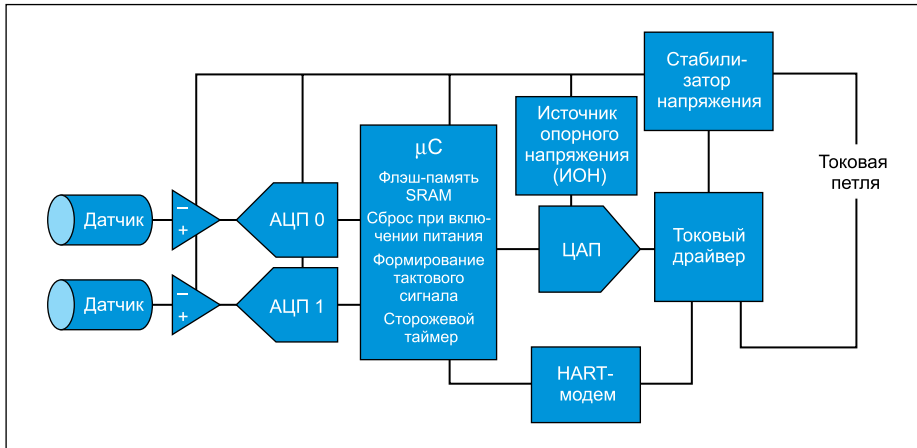 Стабили-
затор
напряжения
Источник
опорного
напряжения
(ИОН)
Токовая
петля
µC
Флэш-память
SRAM
Сброс при вклю-
чении питания
Формирование
тактового
сигнала
Сторожевой
таймер
Датчик
–
+
АЦП 0
ЦАП
Токовый
драйвер
Датчик
–
+
АЦП 1
HART-
модем